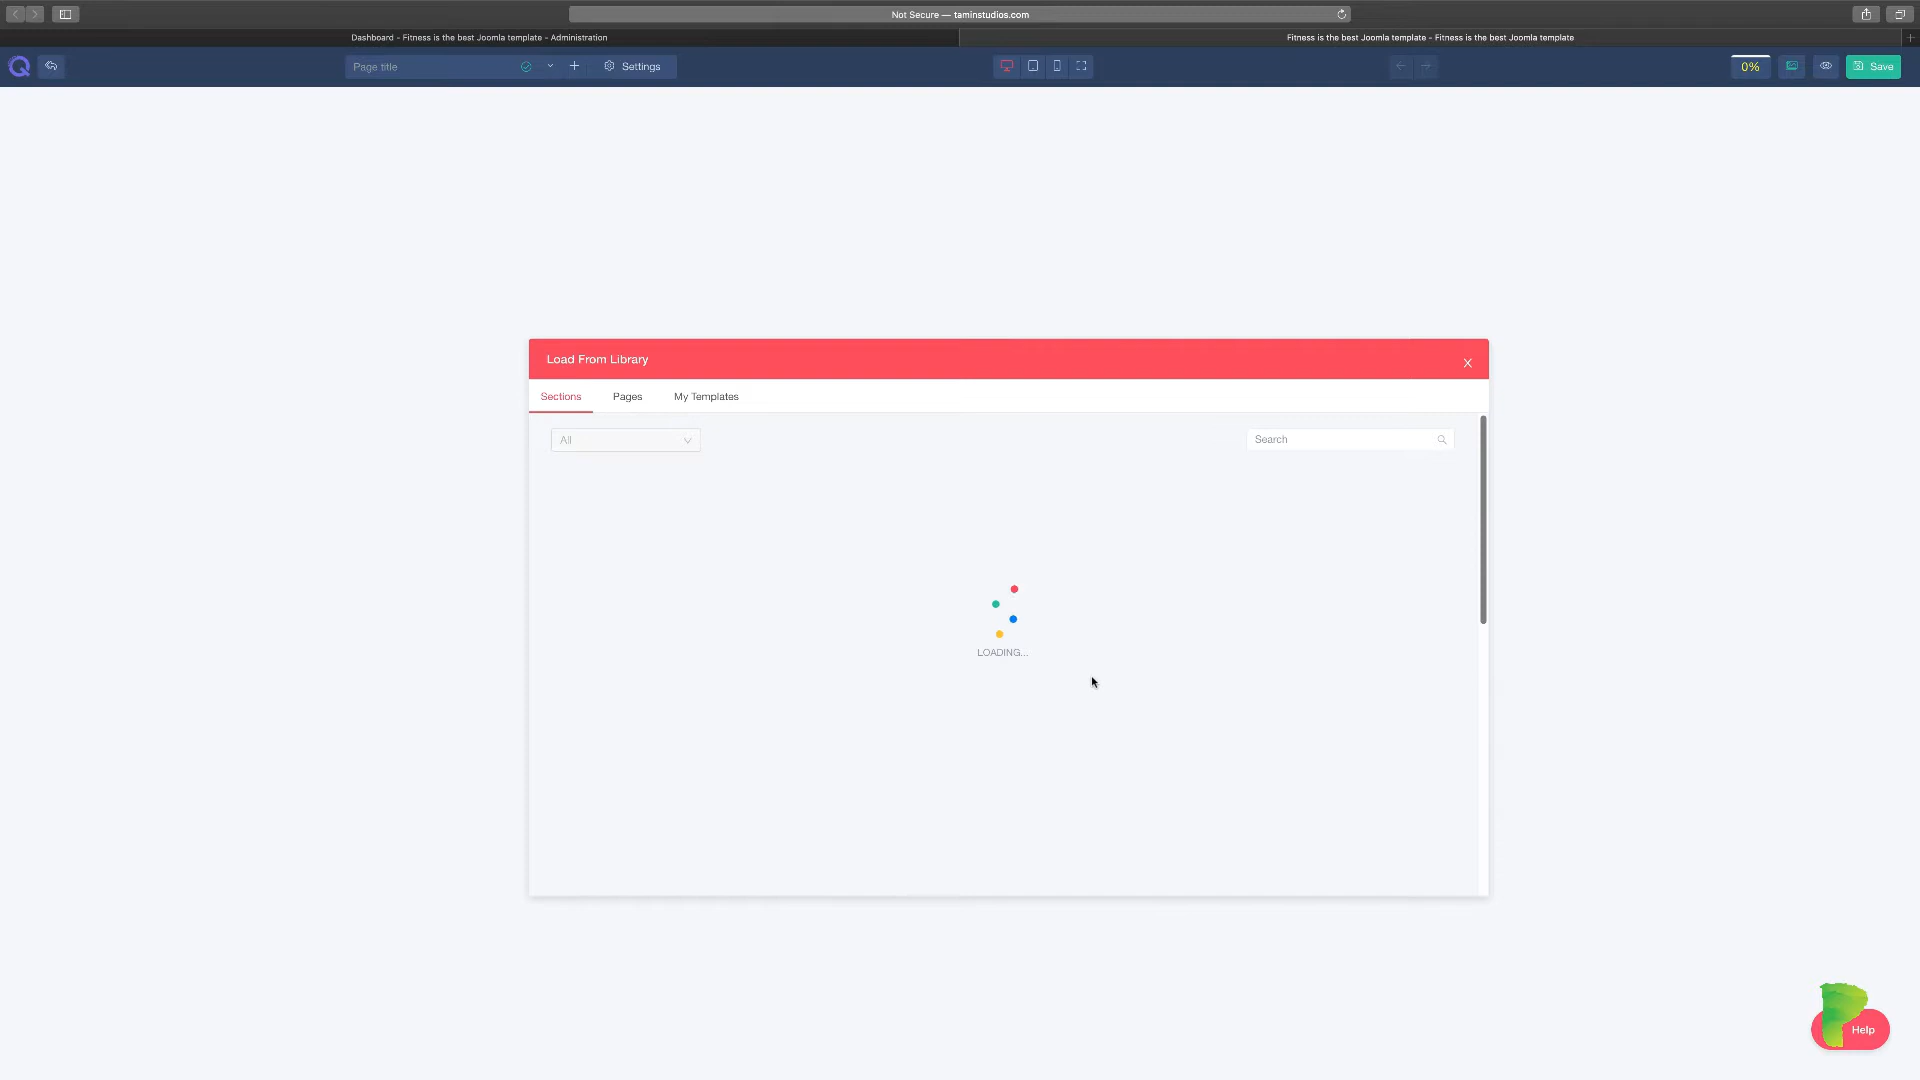 Not Secure — taminstudios.com
Dashboard - Fitness is the best Joomla template - Administration
Fitness is the best Joomla template - Fitness is the best Joomla template
Page title
Settings
0%
Save
Load From Library
Sections
Pages
My Templates
All
Search
LOADING...
Help